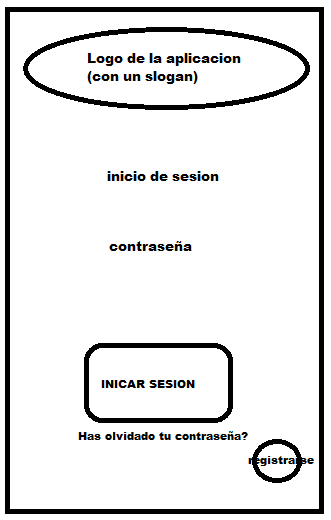 Logo de la aplicacion
(con un slogan)
inicio de sesion
contraseña
INICAR SESION
Has olvidado tu contraseña?
registrarse